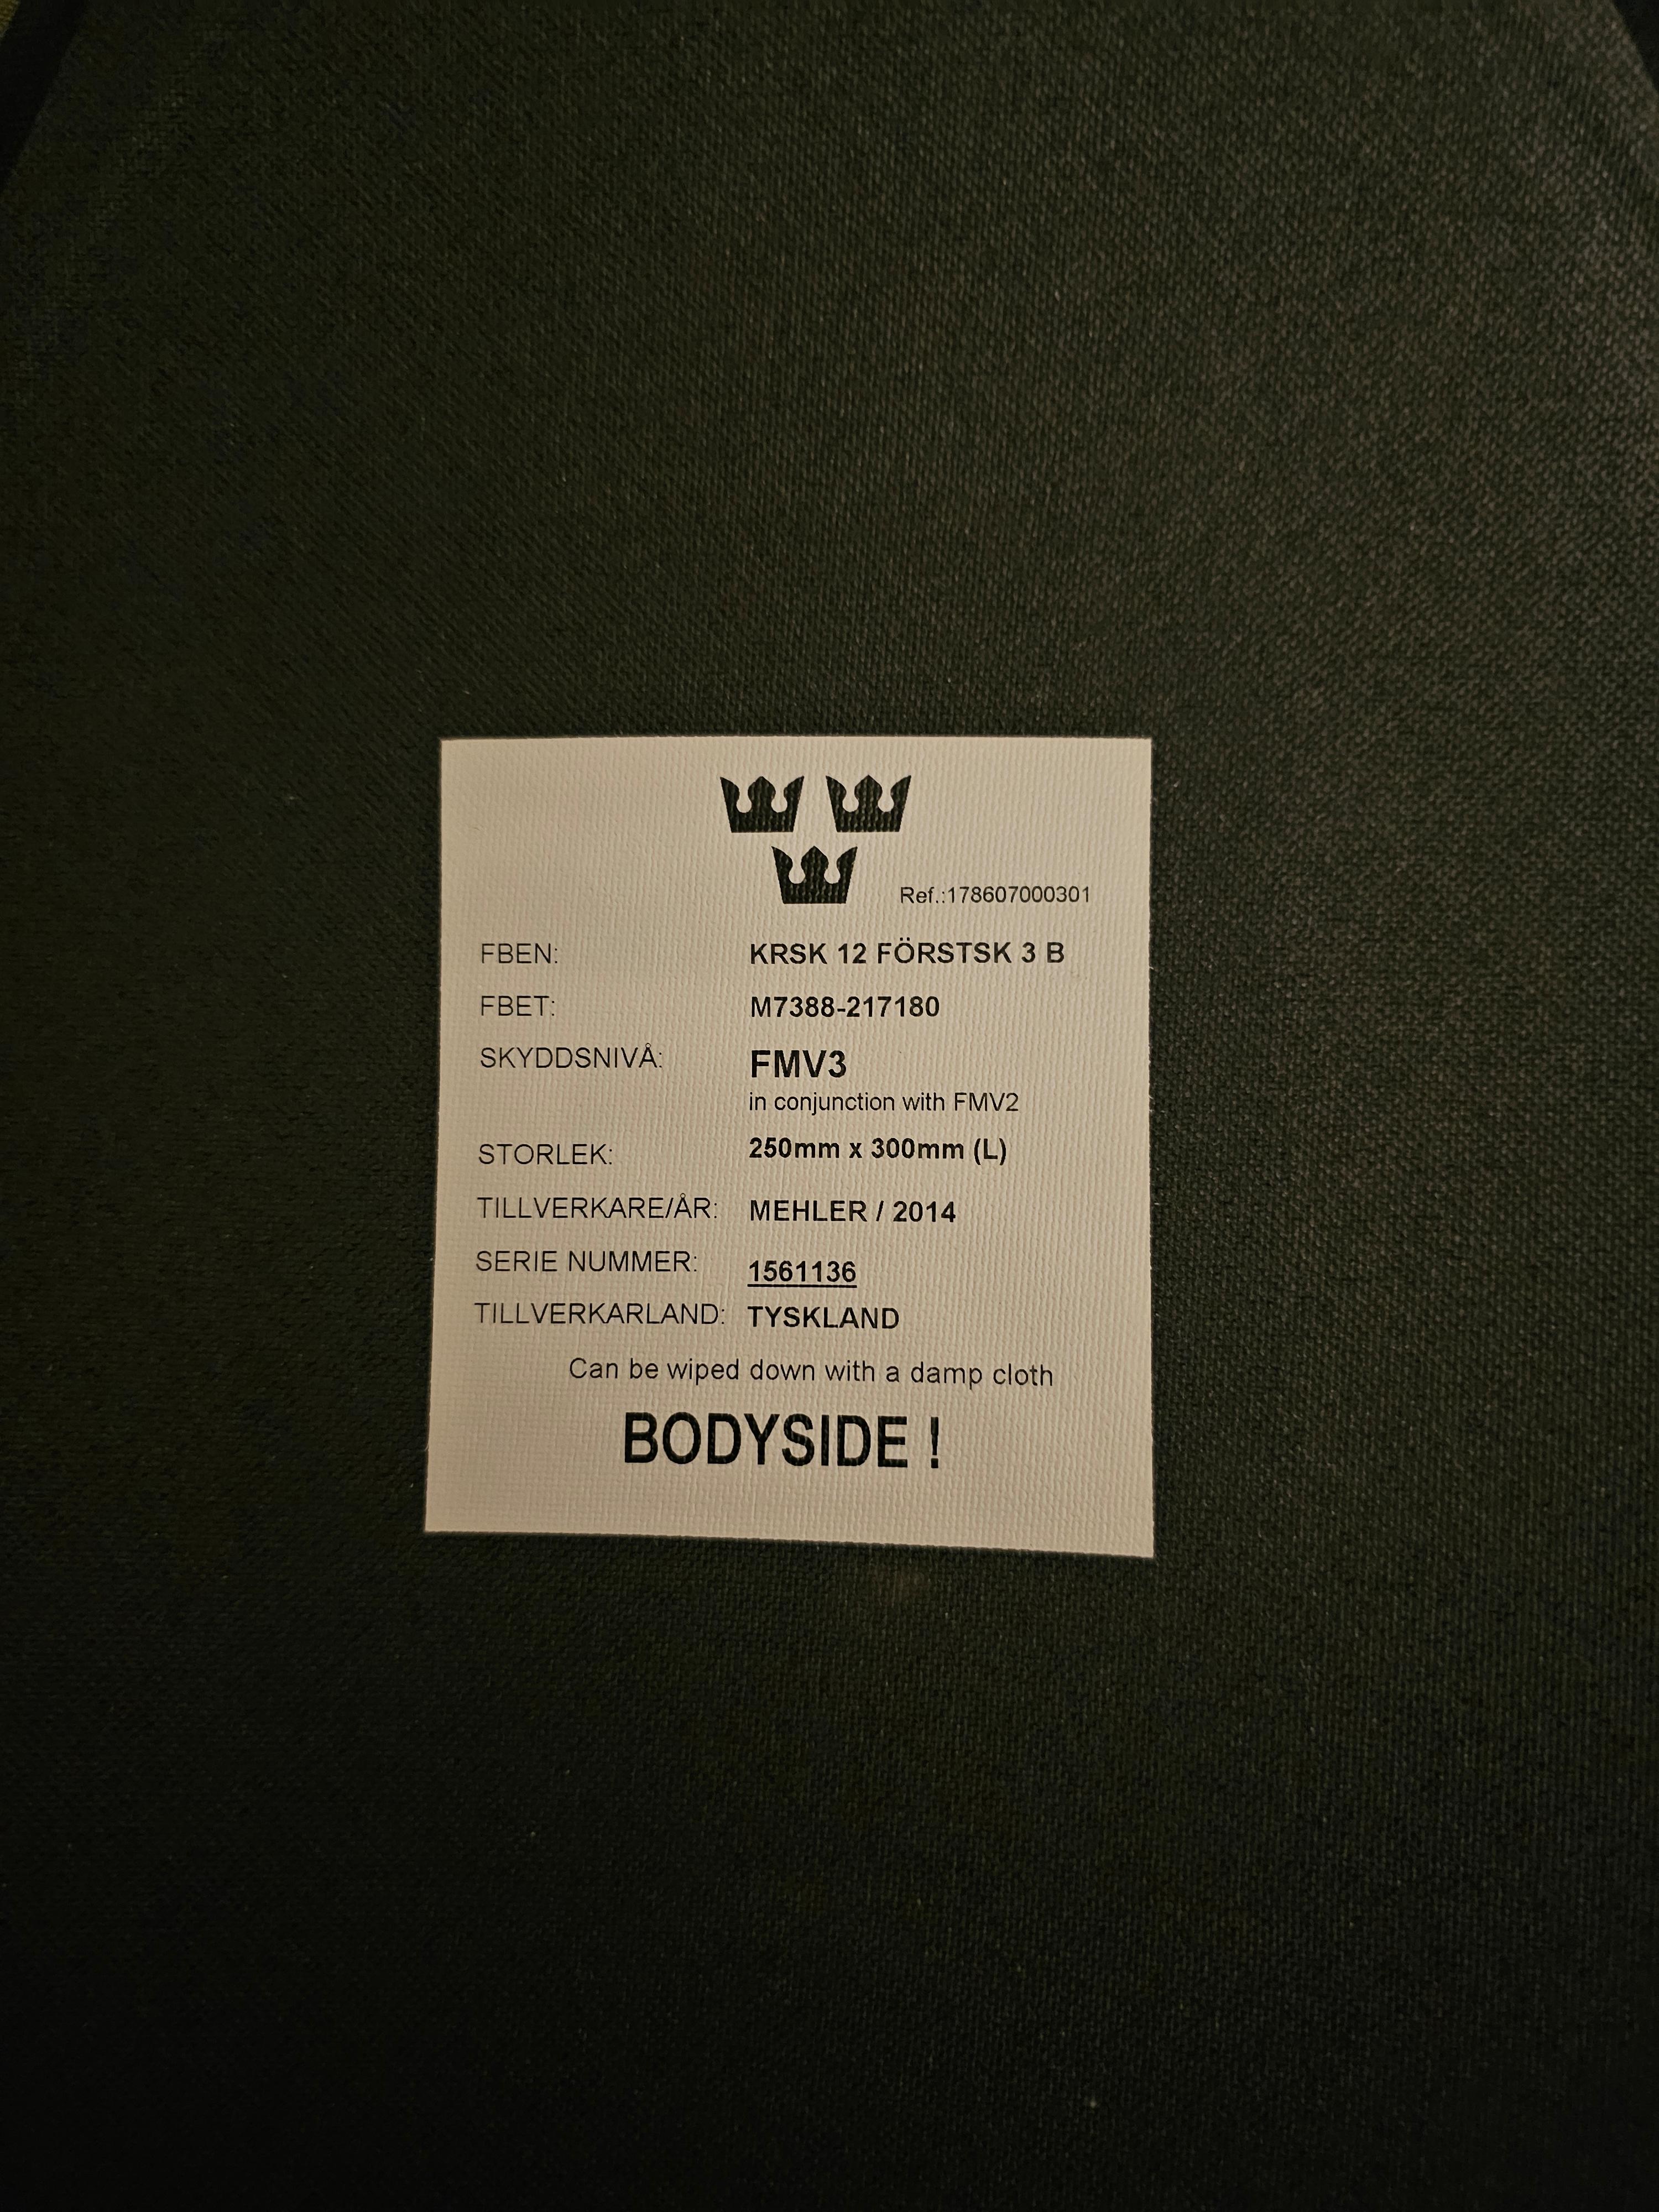 Ref.:178607000301
FBEN: KRSK 12 FÖRSTSK 3 B
FBET: M7388-217180
SKYDDSNIVÅ: FMV3
in conjunction with FMV2
STORLEK: 250mm x 300mm (L)
TILLVERKARE/ÅR: MEHLER / 2014
SERIE NUMMER: 1561136
TILLVERKARLAND: TYSKLAND
Can be wiped down with a damp cloth
BODYSIDE !